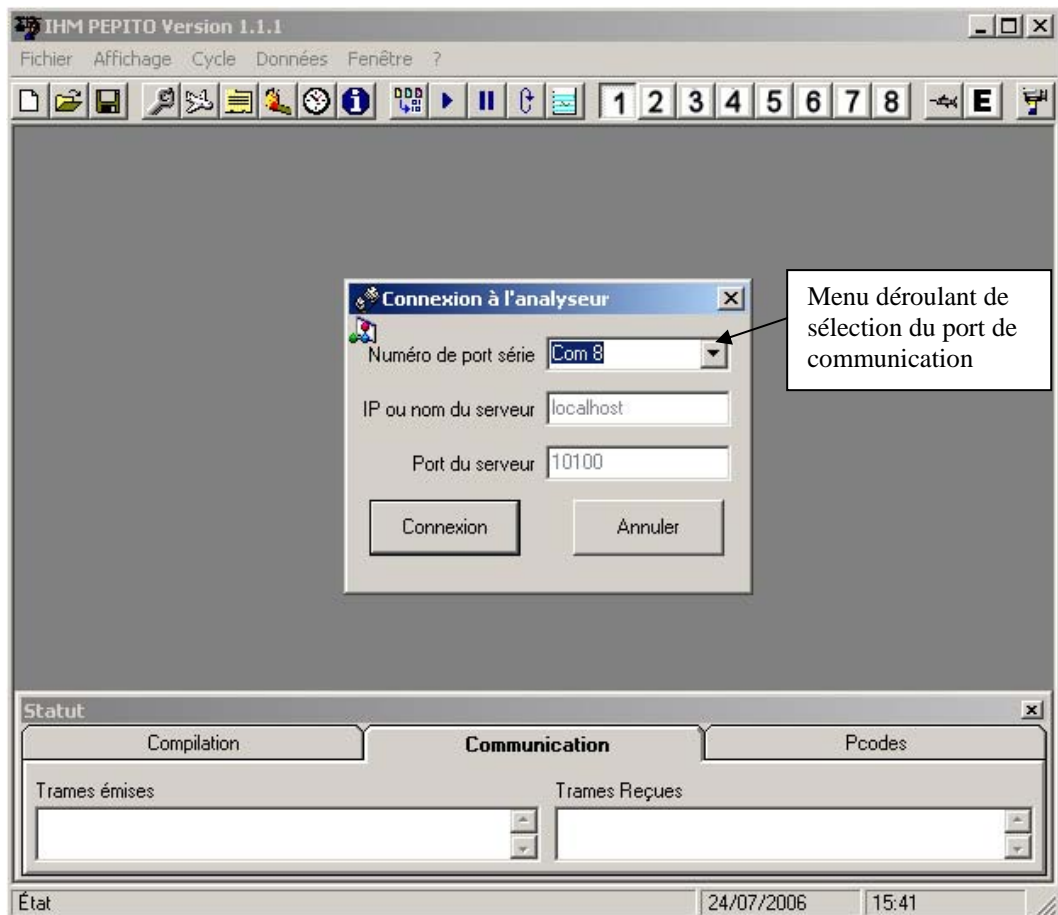 IHM PEPITO Version 1.1.1
Fichier Affichage Cycle Données Fenêtre ?
1 2 3 4 5 6 7 8 E
Connexion à l'analyseur
Numéro de port série Com 8
IP ou nom du serveur localhost
Port du serveur 10100
Connexion Annuler
Menu déroulant de
sélection du port de
communication
Statut
Compilation Communication Pcodes
Trames émises Trames Reçues
État 24/07/2006 15:41